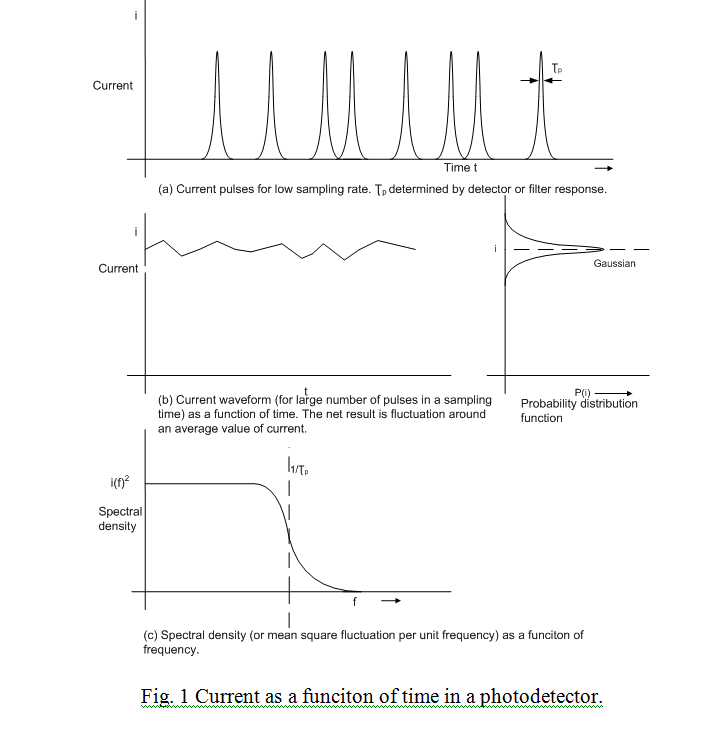 i
Current
Tp
Time t
(a) Current pulses for low sampling rate. Tp determined by detector or filter response.
i
Current
i
Gaussian
t
(b) Current waveform (for large number of pulses in a sampling
time) as a function of time. The net result is fluctuation around
an average value of current.
P(i)
Probability distribution
function
1/Tp
i(f)²
Spectral
density
f
(c) Spectral density (or mean square fluctuation per unit frequency) as a funciton of
frequency.
Fig. 1 Current as a funciton of time in a photodetector.